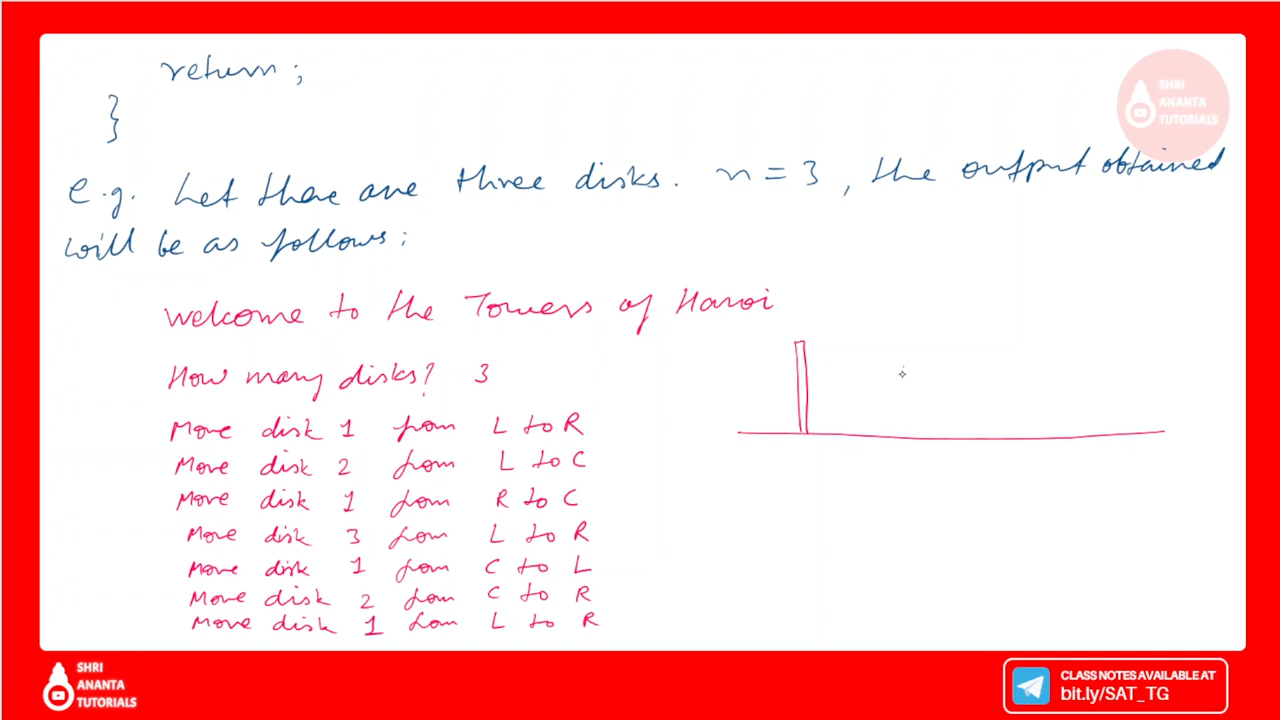 return;
}
SHRI
ANANTA
TUTORIALS
e.g. Let there are three disks. n = 3, the output obtained
will be as follows:
Welcome to the Towers of Hanoi
How many disks? 3
Move disk 1 from L to R
Move disk 2 from L to C
Move disk 1 from R to C
Move disk 3 from L to R
Move disk 1 from C to L
Move disk 2 from C to R
Move disk 1 from L to R
SHRI
ANANTA
TUTORIALS
CLASS NOTES AVAILABLE AT
bit.ly/SAT_TG